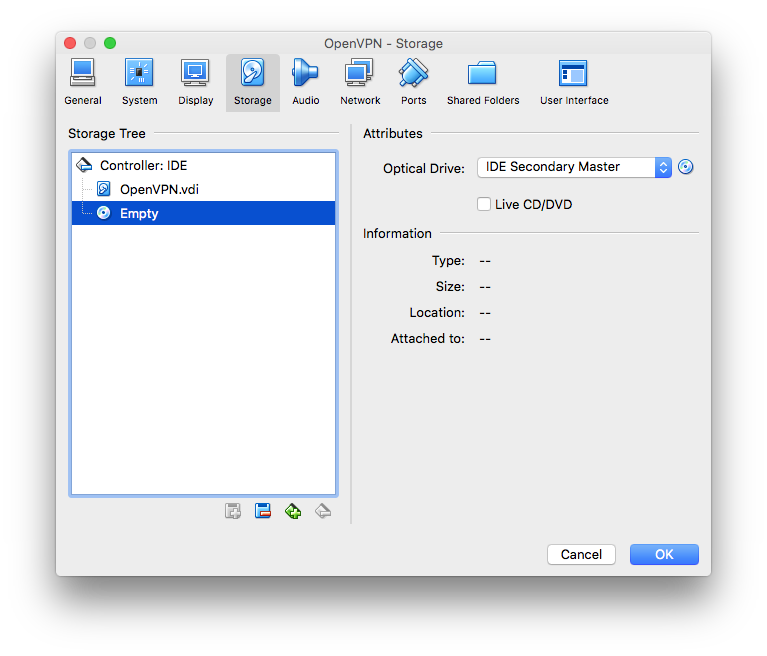 OpenVPN - Storage
General System Display Storage Audio Network Ports Shared Folders User Interface
Storage Tree
Controller: IDE
OpenVPN.vdi
Empty
Attributes
Optical Drive: IDE Secondary Master
Live CD/DVD
Information
Type: --
Size: --
Location: --
Attached to: --
Cancel OK